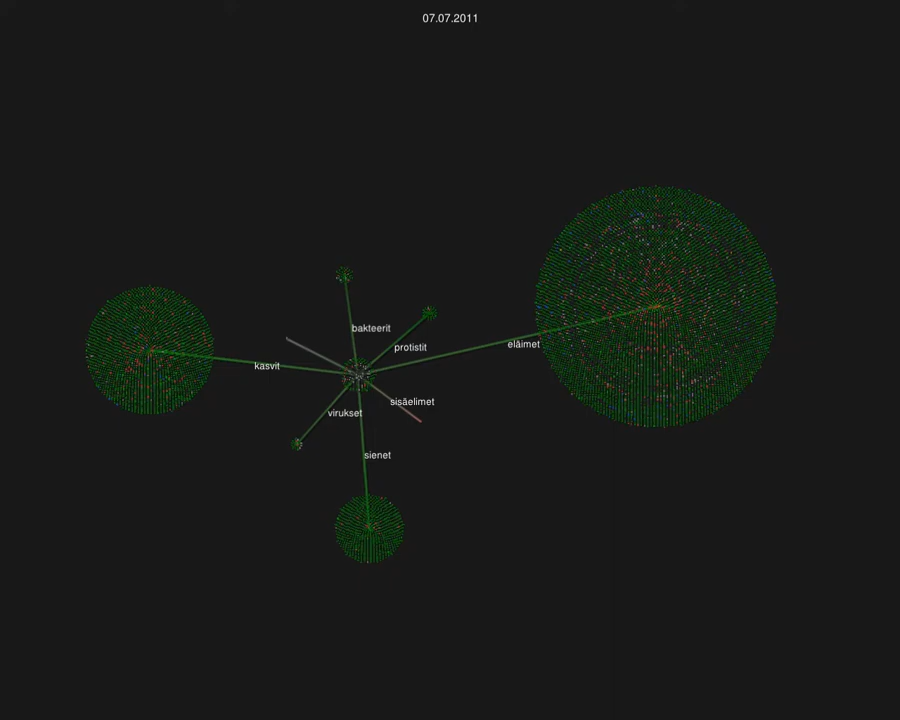 07.07.2011
bakteerit
protistit
eläimet
kasvit
sisäelimet
virukset
sienet